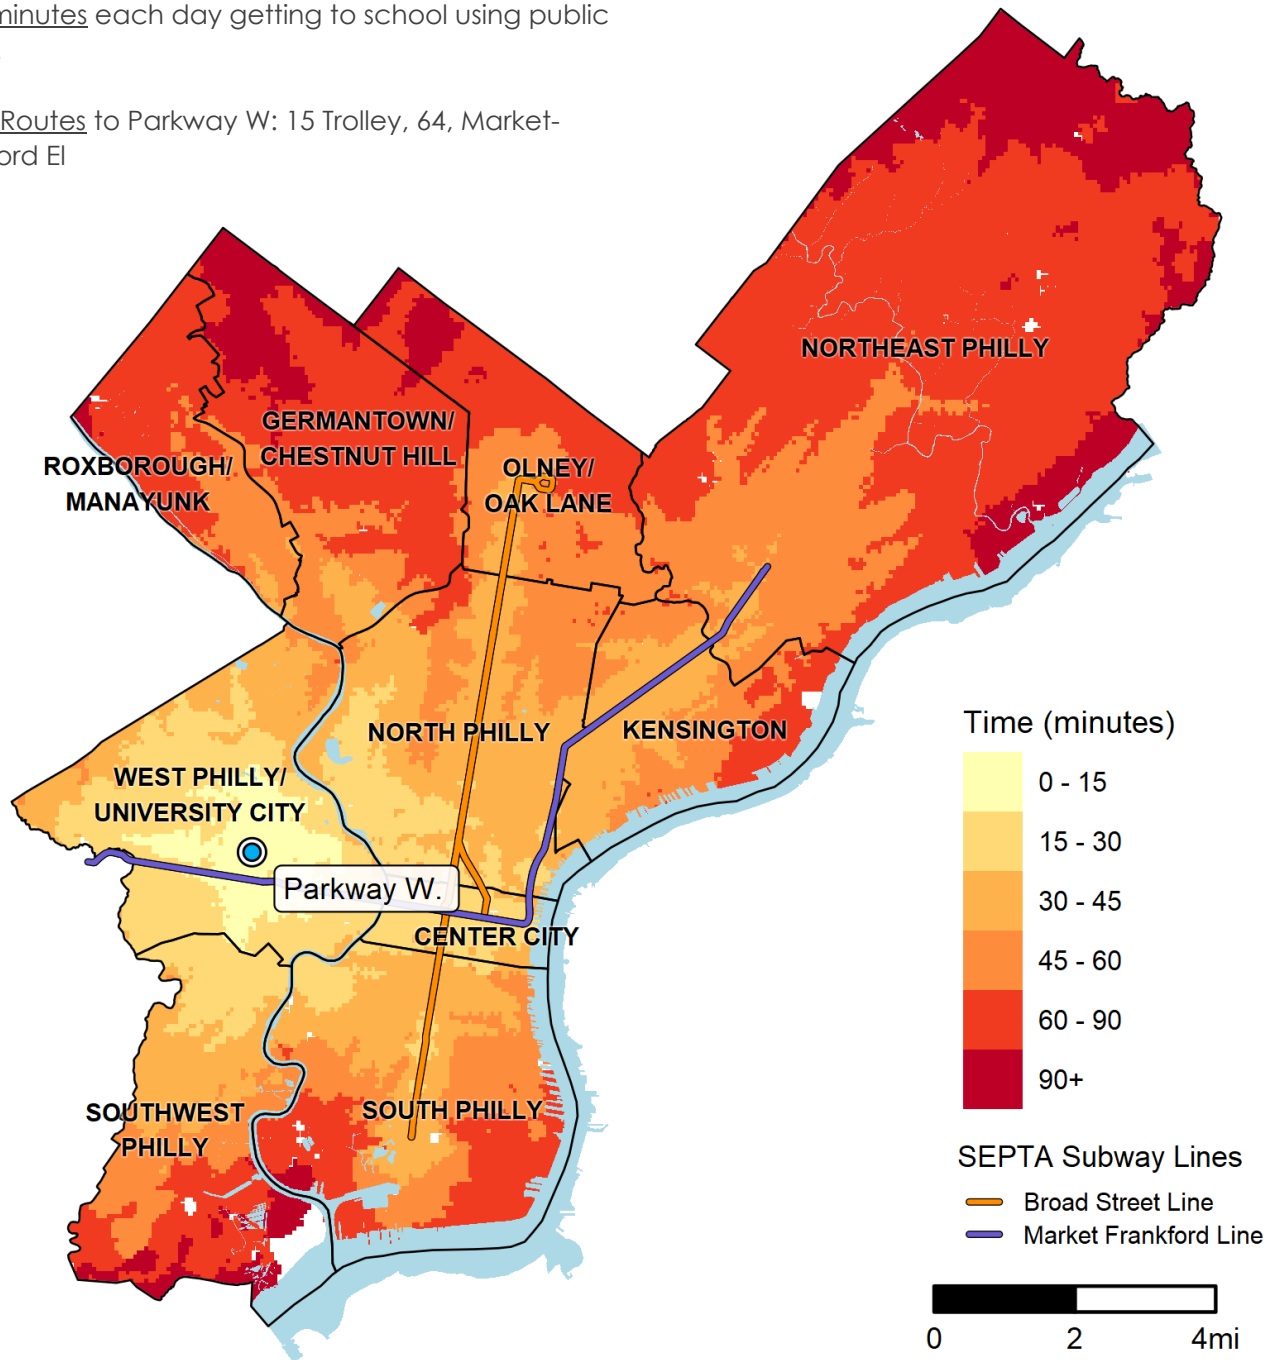 minutes each day getting to school using public
Routes to Parkway W: 15 Trolley, 64, Market-
ord El
NORTHEAST PHILLY
GERMANTOWN/
CHESTNUT HILL
ROXBOROUGH/
MANAYUNK
OLNEY/
OAK LANE
NORTH PHILLY
KENSINGTON
WEST PHILLY/
UNIVERSITY CITY
Parkway W.
CENTER CITY
SOUTHWEST
PHILLY
SOUTH PHILLY
Time (minutes)
0 - 15
15 - 30
30 - 45
45 - 60
60 - 90
90+
SEPTA Subway Lines
Broad Street Line
Market Frankford Line
0 2 4mi